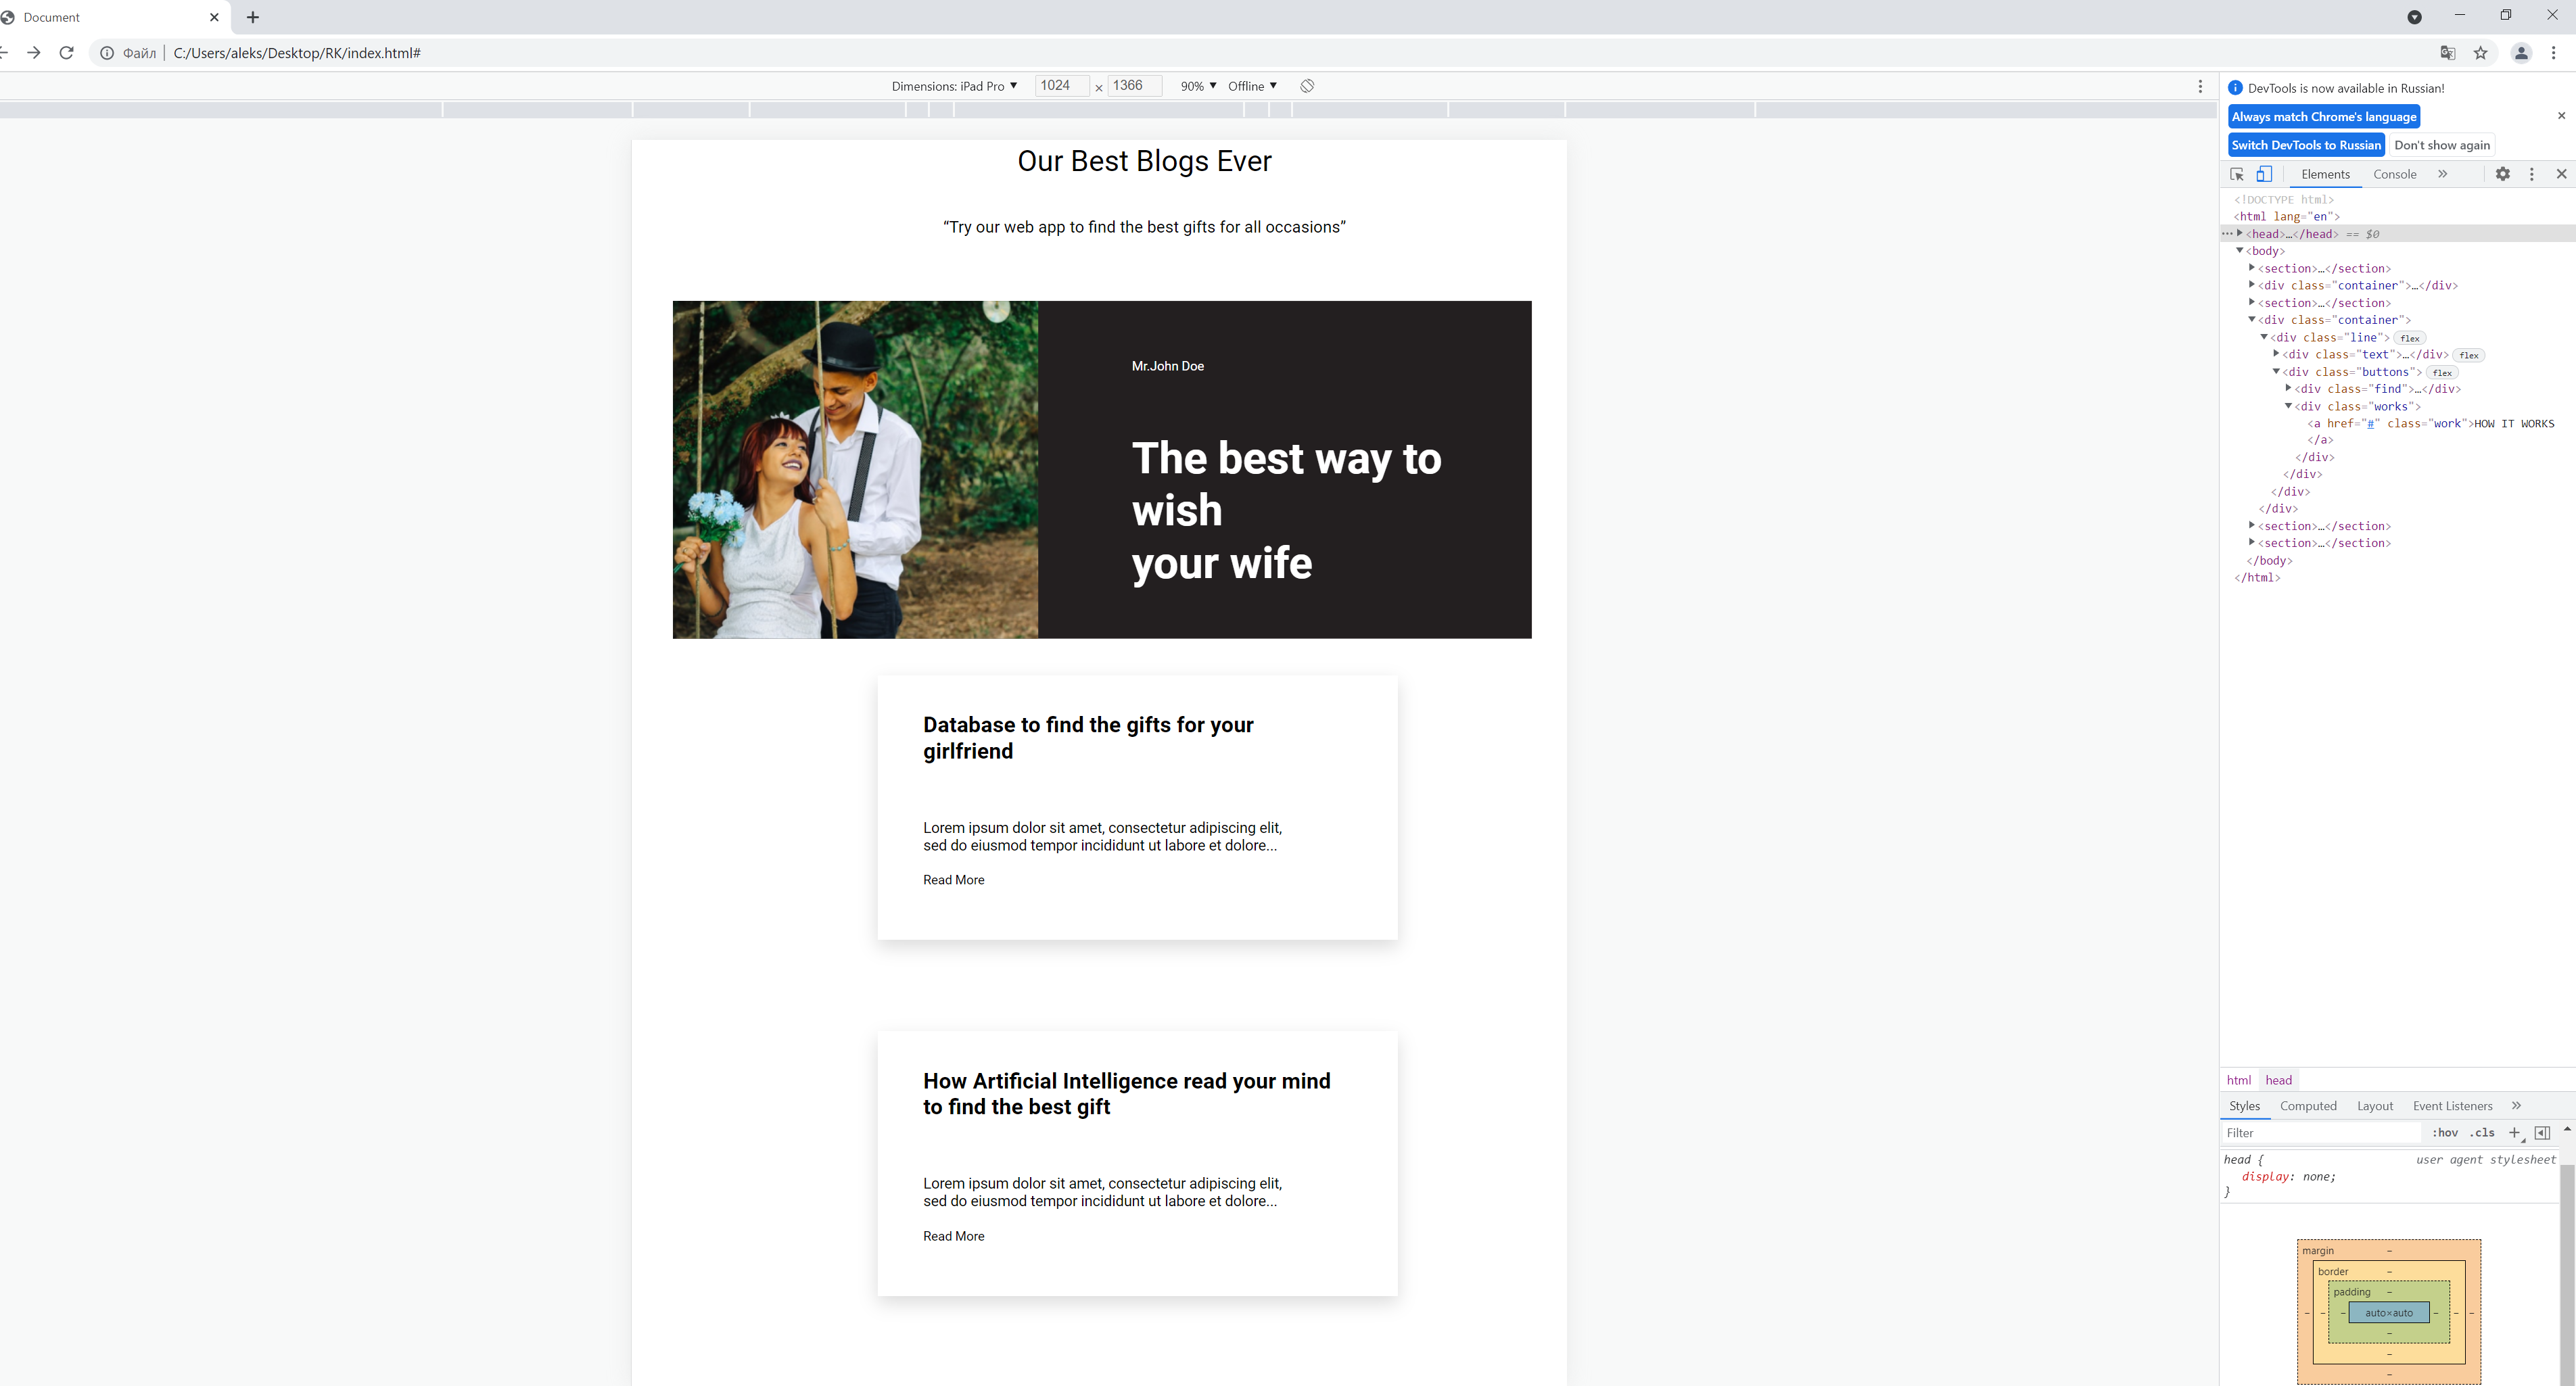 Document
Файл
C:/Users/aleks/Desktop/RK/index.html#
Dimensions: iPad Pro ▼ 1024 × 1366 90% ▼ Offline ▼
Our Best Blogs Ever
“Try our web app to find the best gifts for all occasions”
Mr.John Doe
The best way to
wish
your wife
Database to find the gifts for your
girlfriend
Lorem ipsum dolor sit amet, consectetur adipiscing elit,
sed do eiusmod tempor incididunt ut labore et dolore...
Read More
How Artificial Intelligence read your mind
to find the best gift
Lorem ipsum dolor sit amet, consectetur adipiscing elit,
sed do eiusmod tempor incididunt ut labore et dolore...
Read More
DevTools is now available in Russian!
Always match Chrome's language
Switch DevTools to Russian Don't show again
Elements Console »
<!DOCTYPE html>
<html lang="en">
<head>…</head> == $0
<body>
<section>…</section>
<div class="container">…</div>
<section>…</section>
<div class="container">
<div class="line"> flex
<div class="text">…</div> flex
<div class="buttons"> flex
<div class="find">…</div>
<div class="works">
<a href="#" class="work">HOW IT WORKS
</a>
</div>
</div>
</div>
</div>
<section>…</section>
<section>…</section>
</body>
</html>
html head
Styles Computed Layout Event Listeners »
Filter :hov .cls +
head { user agent stylesheet
display: none;
}
margin –
border –
padding –
– – – auto×auto – – –
–
–
–